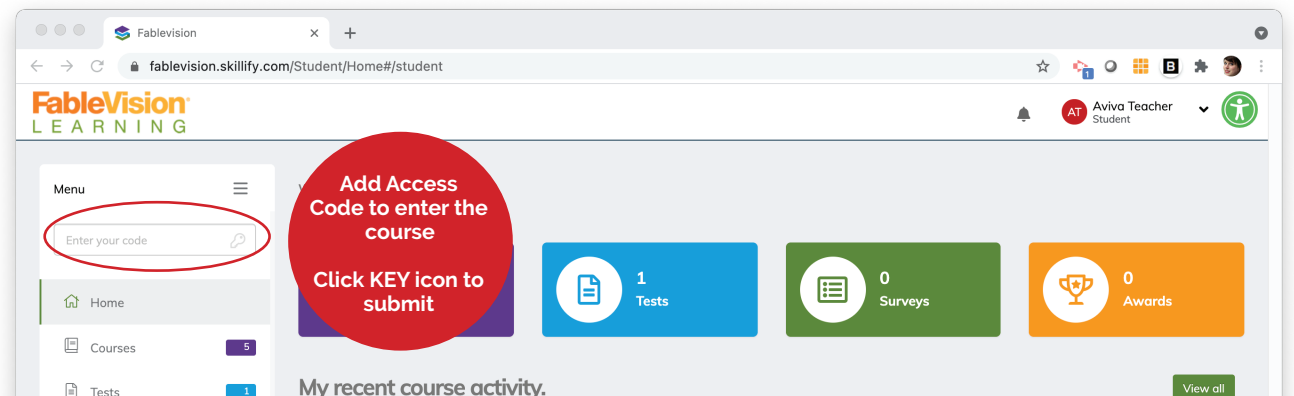 Fablevision
fablevision.skillify.com/Student/Home#/student
1
B
FableVision®
LEARNING
AT
Aviva Teacher
Student
Menu
Add Access
Code to enter the
course
Click KEY icon to
submit
Enter your code
1
Tests
0
Surveys
0
Awards
Home
Courses
5
Tests
1
My recent course activity.
View all